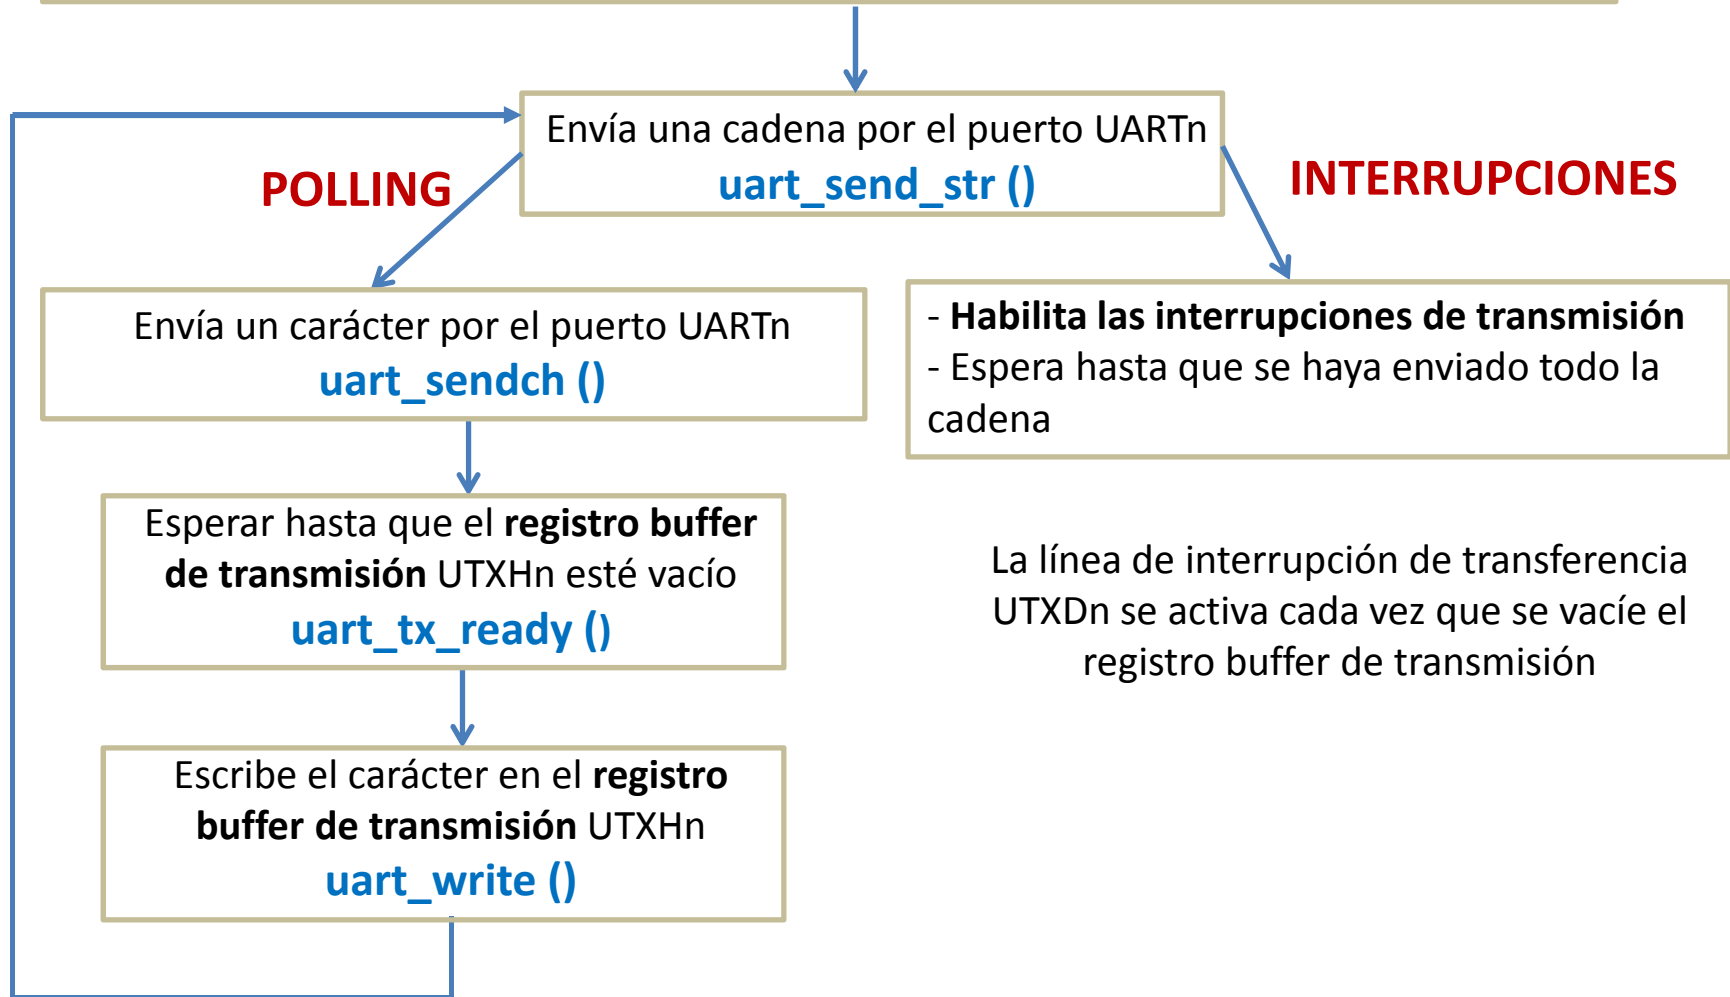 Envía una cadena por el puerto UARTn
uart_send_str ()
POLLING
INTERRUPCIONES
Envía un carácter por el puerto UARTn
uart_sendch ()
- Habilita las interrupciones de transmisión
- Espera hasta que se haya enviado todo la
cadena
Esperar hasta que el registro buffer
de transmisión UTXHn esté vacío
uart_tx_ready ()
La línea de interrupción de transferencia
UTXDn se activa cada vez que se vacíe el
registro buffer de transmisión
Escribe el carácter en el registro
buffer de transmisión UTXHn
uart_write ()